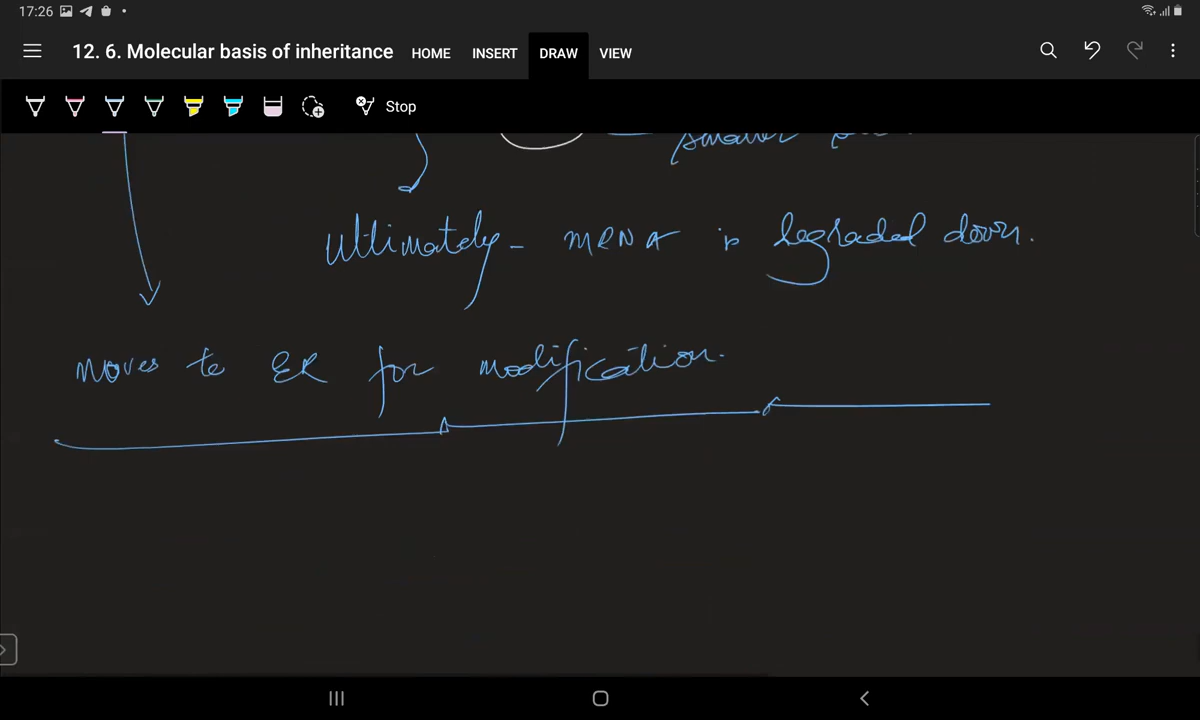 17:26
12. 6. Molecular basis of inheritance HOME INSERT DRAW VIEW
Stop
smaller
Ultimately - mRNA is degraded down.
moves to ER for modification.